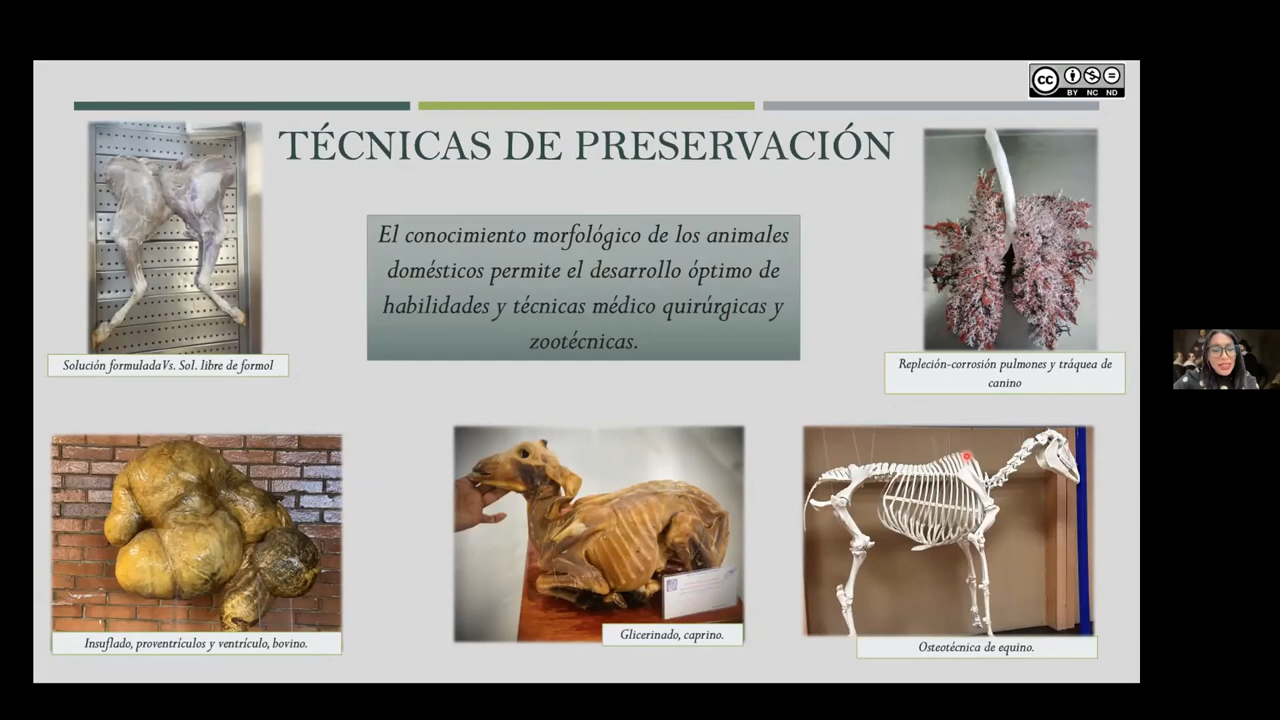 CC
BY NC ND
TÉCNICAS DE PRESERVACIÓN
El conocimiento morfológico de los animales
domésticos permite el desarrollo óptimo de
habilidades y técnicas médico quirúrgicas y
zootécnicas.
Solución formuladaVs. Sol. libre de formol
Repleción-corrosión pulmones y tráquea de
canino
Insuflado, proventrículos y ventrículo, bovino.
Glicerinado, caprino.
Osteotécnica de equino.